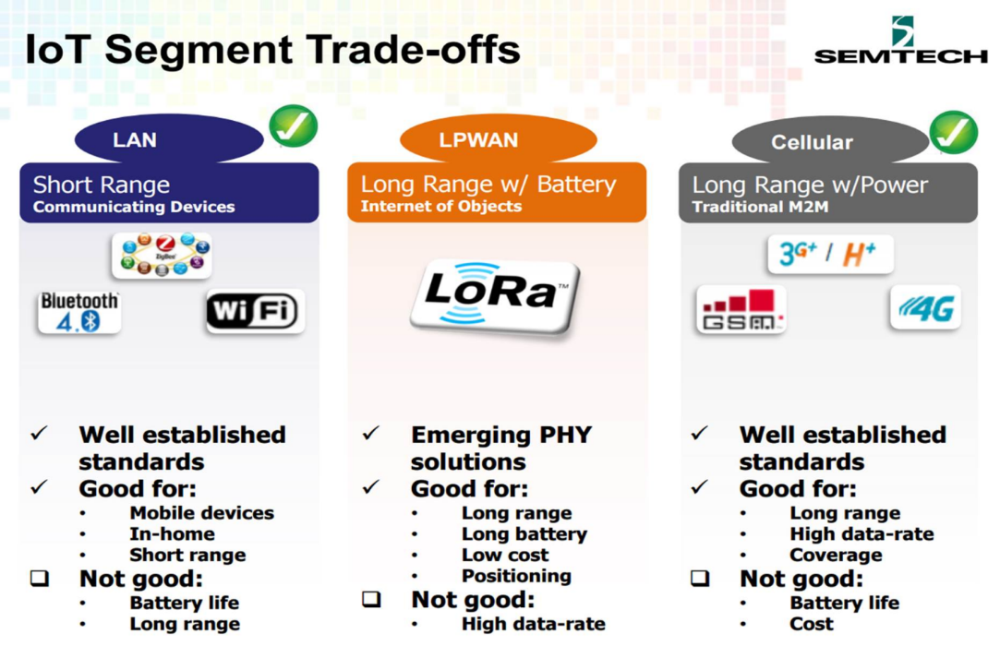 IoT Segment Trade-offs
SEMTECH
LAN
Short Range
Communicating Devices
ZigBee
Bluetooth
4.0
WiFi
Well established
standards
Good for:
Mobile devices
In-home
Short range
Not good:
Battery life
Long range
LPWAN
Long Range w/ Battery
Internet of Objects
LoRa™
Emerging PHY
solutions
Good for:
Long range
Long battery
Low cost
Positioning
Not good:
High data-rate
Cellular
Long Range w/Power
Traditional M2M
3G+ / H+
GSM
4G
Well established
standards
Good for:
Long range
High data-rate
Coverage
Not good:
Battery life
Cost